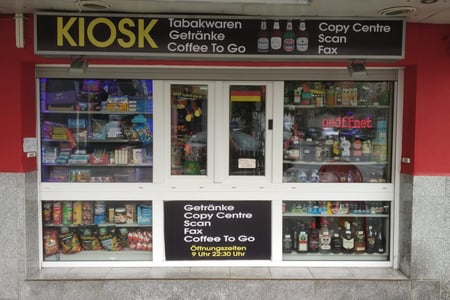 KIOSK
Tabakwaren
Getränke
Coffee To Go
Copy Centre
Scan
Fax
geöffnet
Getränke
Copy Centre
Scan
Fax
Coffee To Go
Öffnungszeiten
9 Uhr 22:30 Uhr